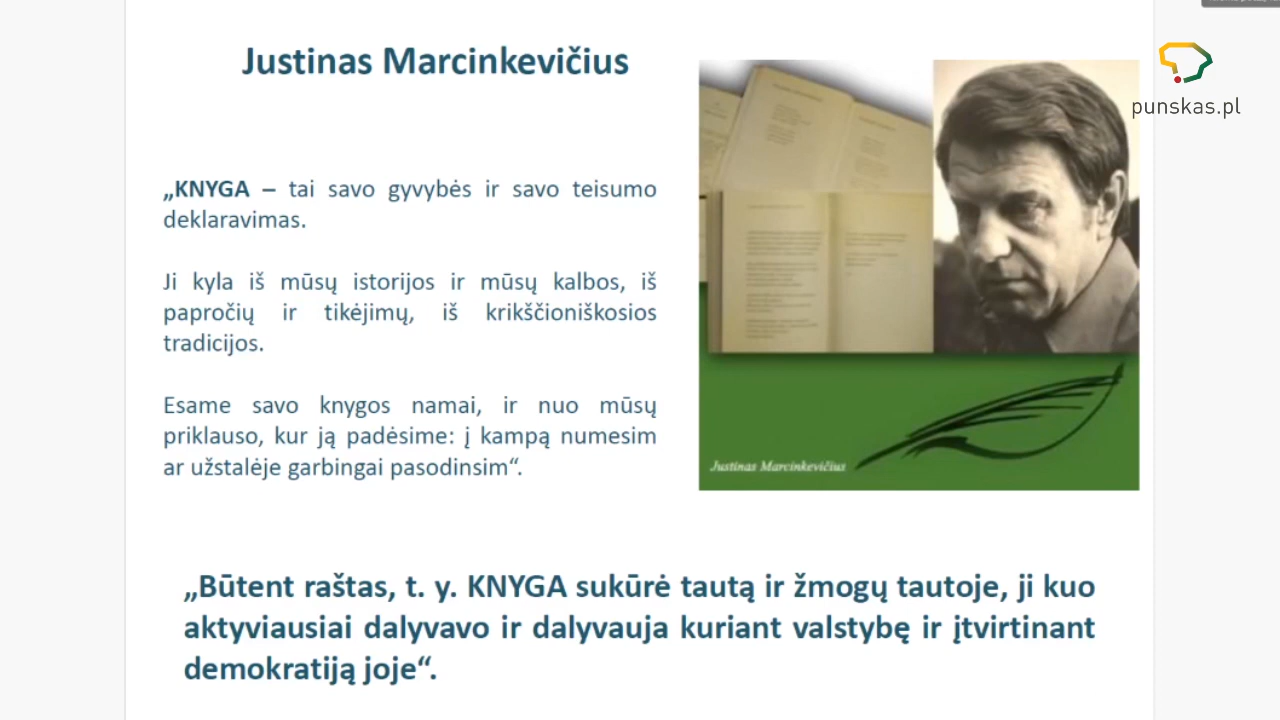 Justinas Marcinkevičius
punskas.pl
„KNYGA – tai savo gyvybės ir savo teisumo
deklaravimas.
Ji kyla iš mūsų istorijos ir mūsų kalbos, iš
papročių ir tikėjimų, iš krikščioniškosios
tradicijos.
Esame savo knygos namai, ir nuo mūsų
priklauso, kur ją padėsime: į kampą numesim
ar užstalėje garbingai pasodinsim“.
Justinas Marcinkevičius
„Būtent raštas, t. y. KNYGA sukūrė tautą ir žmogų tautoje, ji kuo
aktyviausiai dalyvavo ir dalyvauja kuriant valstybę ir įtvirtinant
demokratiją joje“.